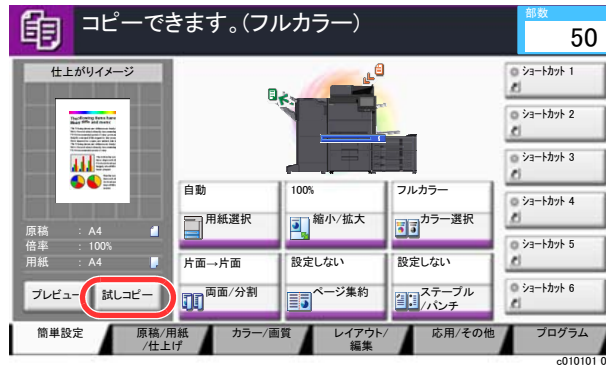 コピーできます。(フルカラー)
部数
50
仕上がりイメージ
原稿 : A4
倍率 : 100%
用紙 : A4
プレビュー
試しコピー
自動
用紙選択
100%
縮小/拡大
フルカラー
カラー選択
片面→片面
両面/分割
設定しない
ページ集約
設定しない
ステープル
/パンチ
ショートカット 1
ショートカット 2
ショートカット 3
ショートカット 4
ショートカット 5
ショートカット 6
簡単設定
原稿/用紙
/仕上げ
カラー/画質
レイアウト/
編集
応用/その他
プログラム
c010101 0